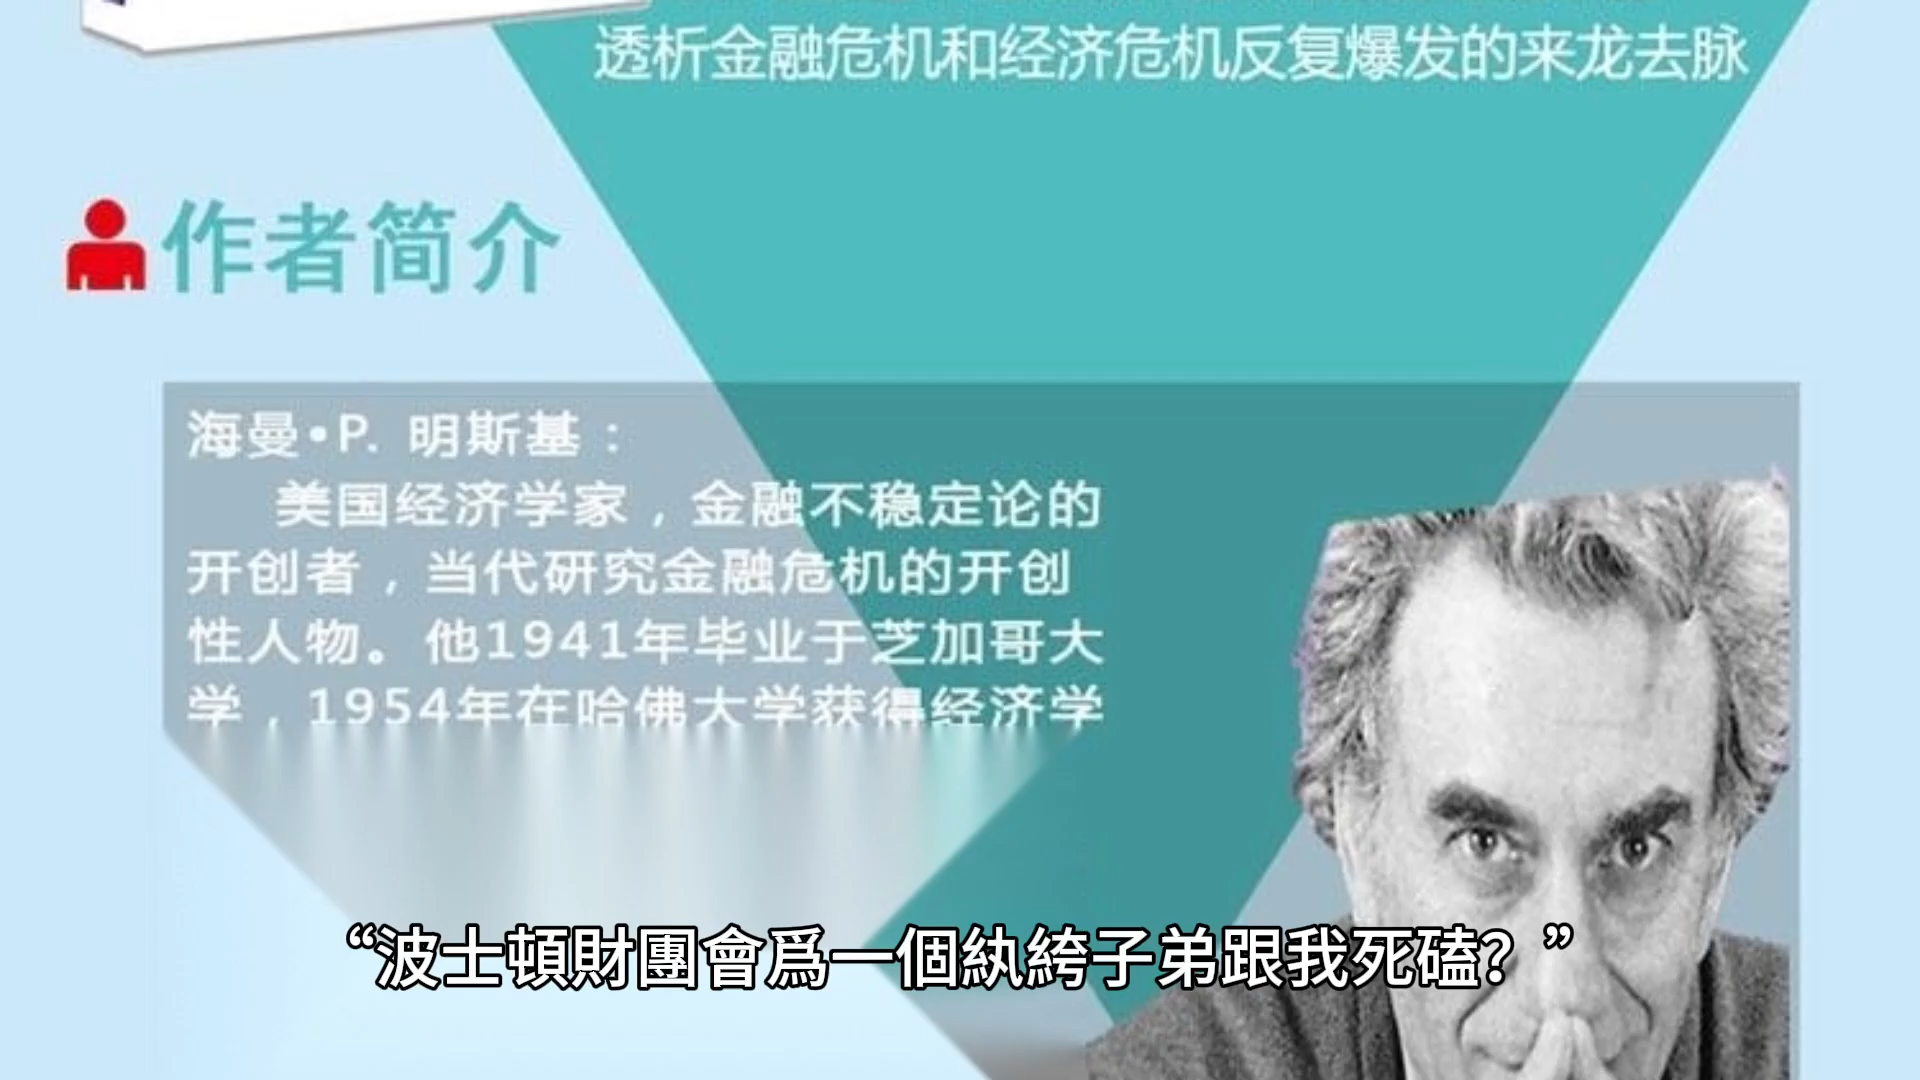 透析金融危机和经济危机反复爆发的来龙去脉
作者简介
海曼•P. 明斯基：
美国经济学家，金融不稳定论的
开创者，当代研究金融危机的开创
性人物。他1941年毕业于芝加哥大
学，1954年在哈佛大学获得经济学
“波士頓財團會爲一個紈絝子弟跟我死磕？”